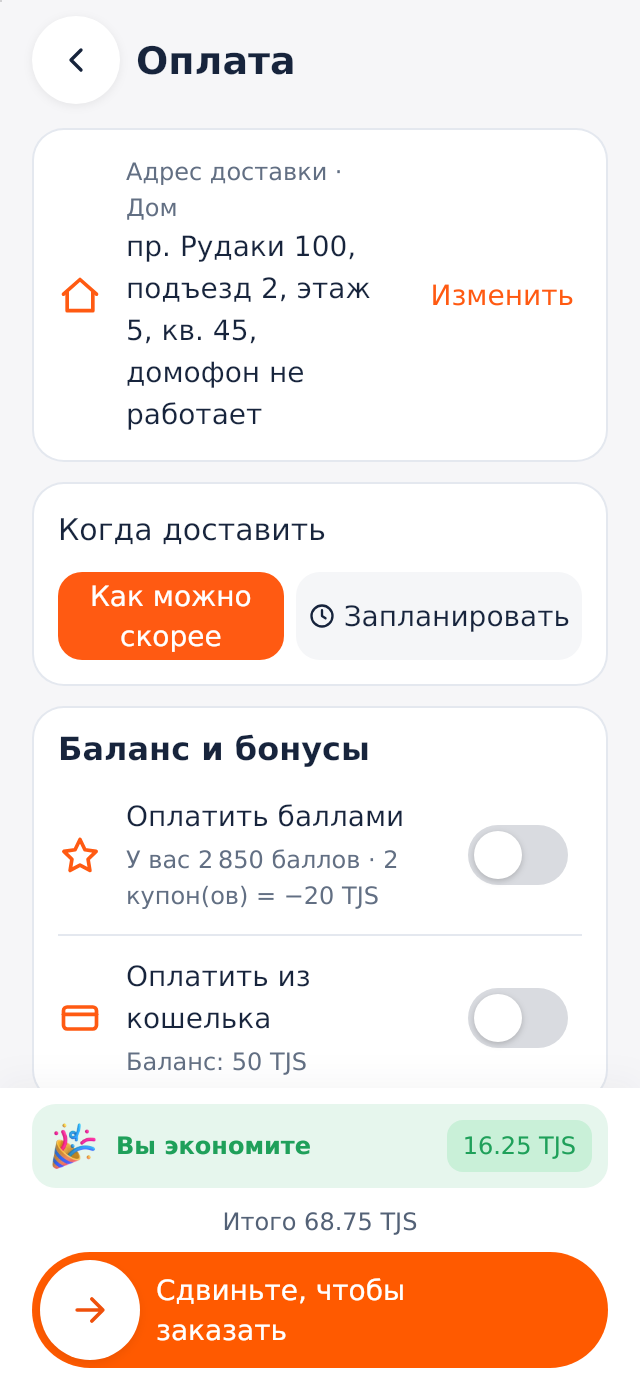 Оплата
Адрес доставки ·
Дом
пр. Рудаки 100,
подъезд 2, этаж
5, кв. 45,
домофон не
работает
Изменить
Когда доставить
Как можно
скорее
Запланировать
Баланс и бонусы
Оплатить баллами
У вас 2 850 баллов · 2
купон(ов) = −20 TJS
Оплатить из
кошелька
Баланс: 50 TJS
Вы экономите
16.25 TJS
Итого 68.75 TJS
Сдвиньте, чтобы
заказать